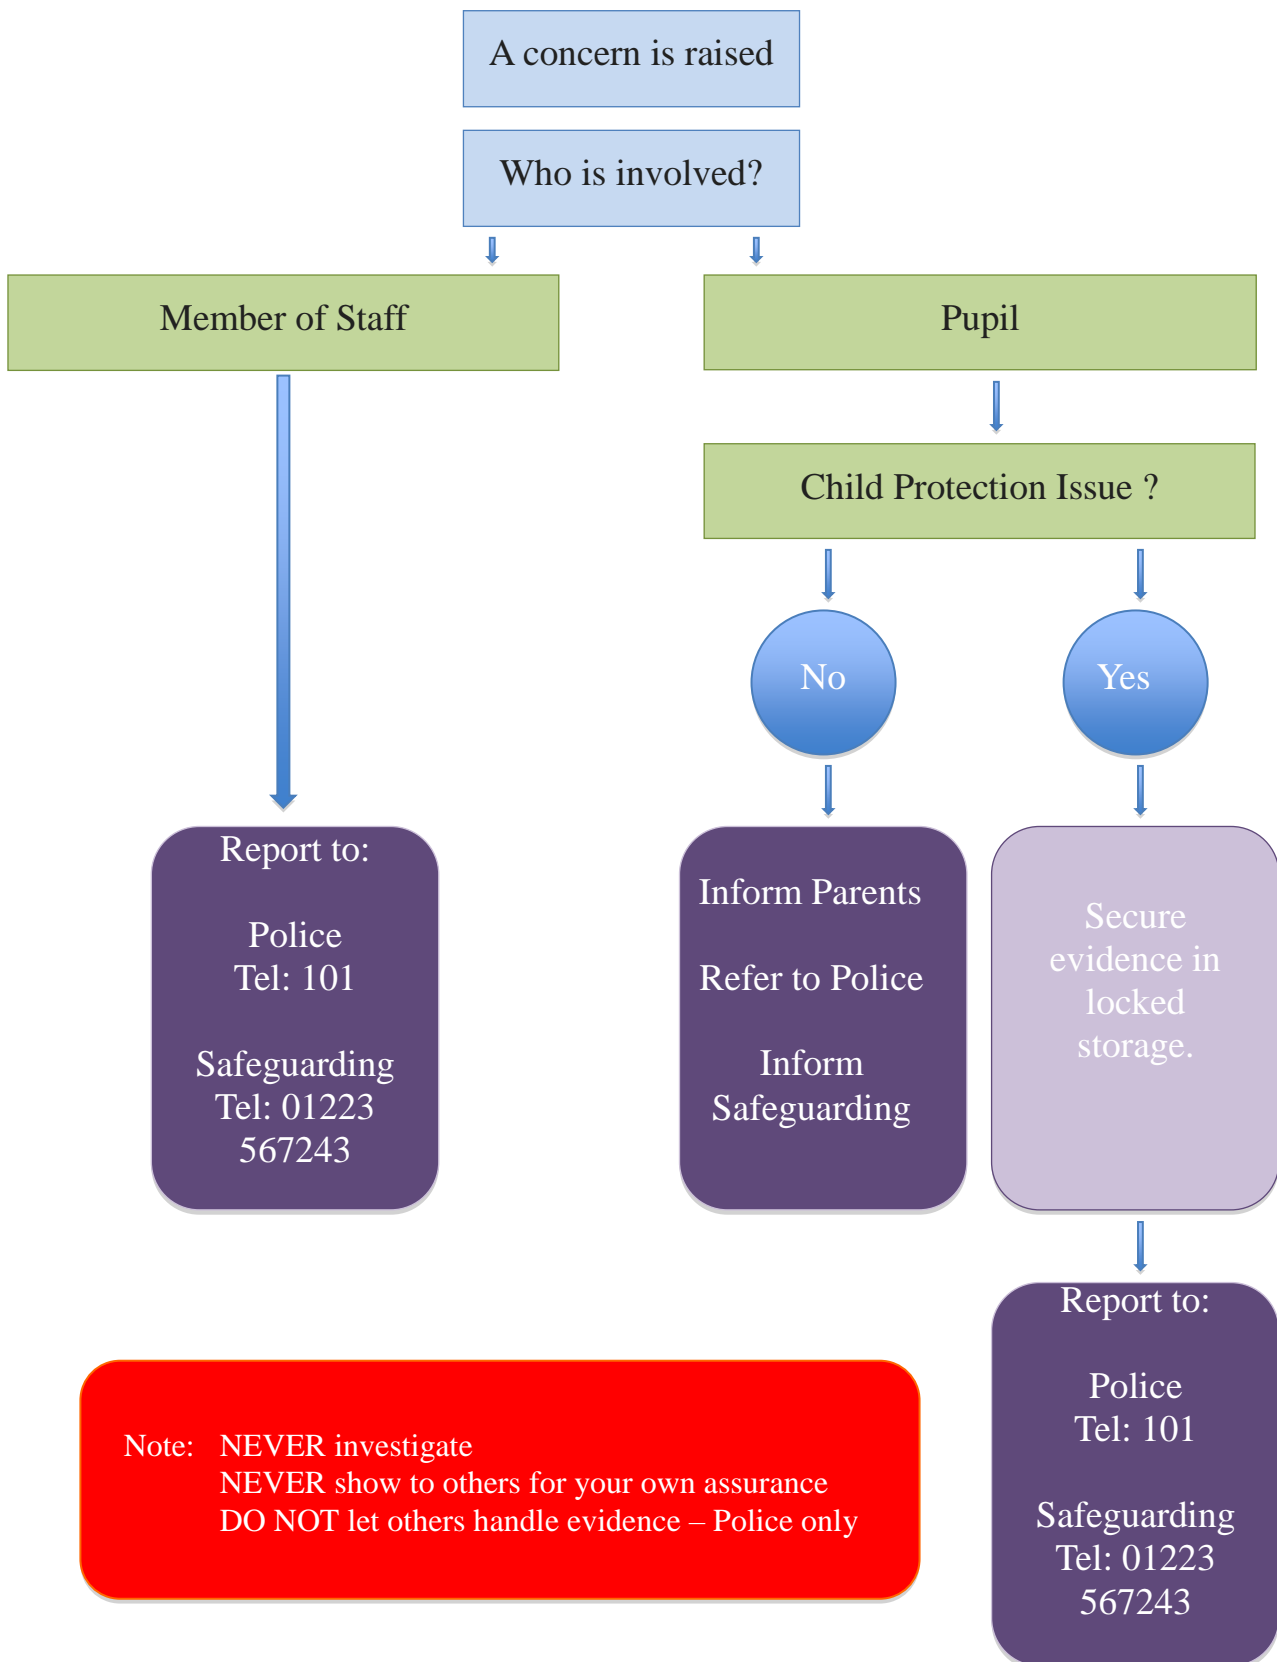 A concern is raised
Who is involved?
Member of Staff
Pupil
Child Protection Issue ?
No
Yes
Report to:
Police
Tel: 101
Safeguarding
Tel: 01223
567243
Inform Parents
Refer to Police
Inform
Safeguarding
Secure
evidence in
locked
storage.
Report to:
Police
Tel: 101
Safeguarding
Tel: 01223
567243
Note: NEVER investigate
NEVER show to others for your own assurance
DO NOT let others handle evidence – Police only